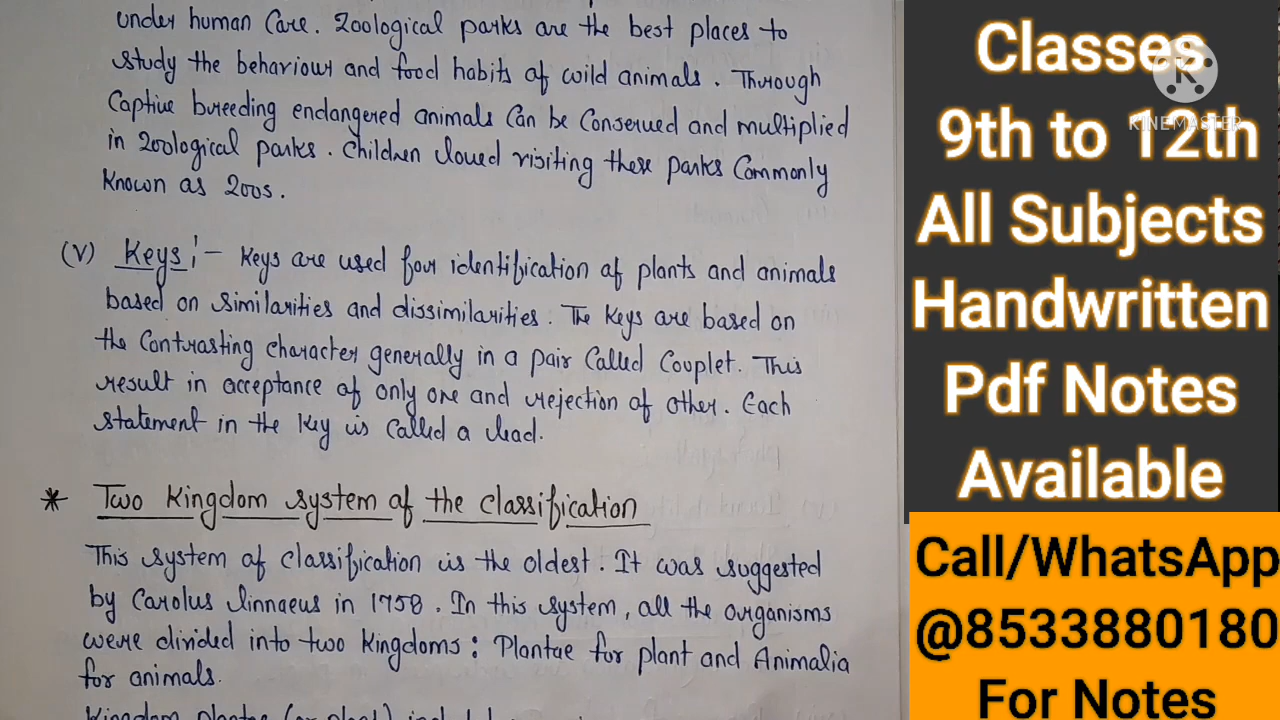 under human Care. Zoological parks are the best places to
study the behaviour and food habits of wild animals. Through
Captive breeding endangered animals Can be Conserved and multiplied
in zoological parks. Children loved visiting these parks Commonly
Known as zoos.
(V) Keys :- Keys are used for identification of plants and animals
based on similarities and dissimilarities. The Keys are based on
the Contrasting character generally in a pair Called Couplet. This
result in acceptance of only one and rejection of other. Each
statement in the key is called a lead.
* Two Kingdom system of the classification
This system of classification is the oldest. It was suggested
by Carolus linnaeus in 1758. In this system, all the organisms
were divided into two kingdoms: Plantae for plant and Animalia
for animals.
Kingdom plantae
Classes
9th to 12th
All Subjects
Handwritten
Pdf Notes
Available
Call/WhatsApp
@8533880180
For Notes
K
KINEMASTER